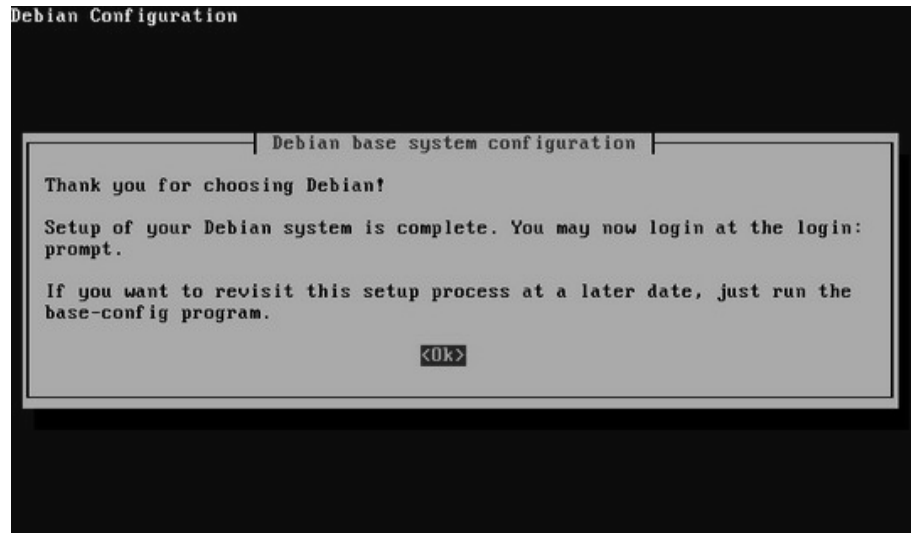 Debian Configuration
Debian base system configuration
Thank you for choosing Debian!
Setup of your Debian system is complete. You may now login at the login:
prompt.
If you want to revisit this setup process at a later date, just run the
base-config program.
<Ok>